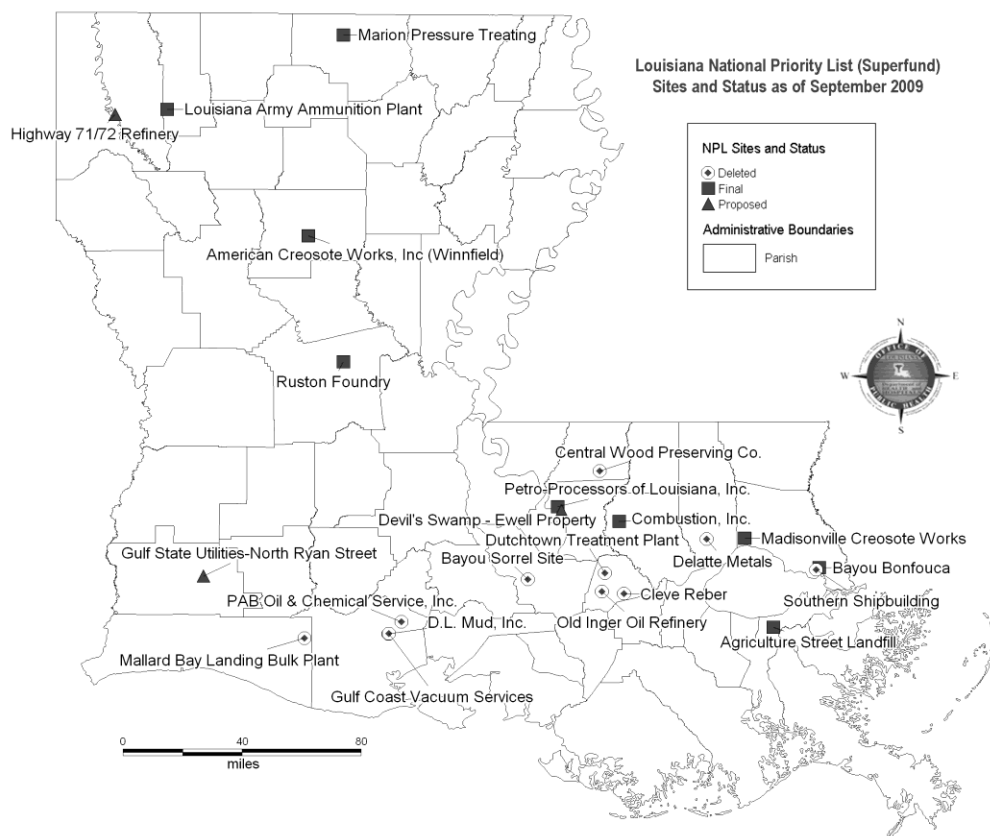 Marion Pressure Treating
Louisiana National Priority List (Superfund)
Sites and Status as of September 2009
Louisiana Army Ammunition Plant
Highway 71/72 Refinery
NPL Sites and Status
Deleted
Final
Proposed
Administrative Boundaries
Parish
American Creosote Works, Inc (Winnfield)
N
W
E
S
OFFICE OF
PUBLIC HEALTH
Ruston Foundry
Central Wood Preserving Co.
Petro-Processors of Louisiana, Inc.
Devil's Swamp - Ewell Property
Combustion, Inc.
Dutchtown Treatment Plant
Madisonville Creosote Works
Gulf State Utilities-North Ryan Street
Bayou Sorrel Site
Delatte Metals
Bayou Bonfouca
PAB Oil & Chemical Service, Inc.
Cleve Reber
Southern Shipbuilding
D.L. Mud, Inc.
Old Inger Oil Refinery
Agriculture Street Landfill
Mallard Bay Landing Bulk Plant
Gulf Coast Vacuum Services
0 40 80
miles